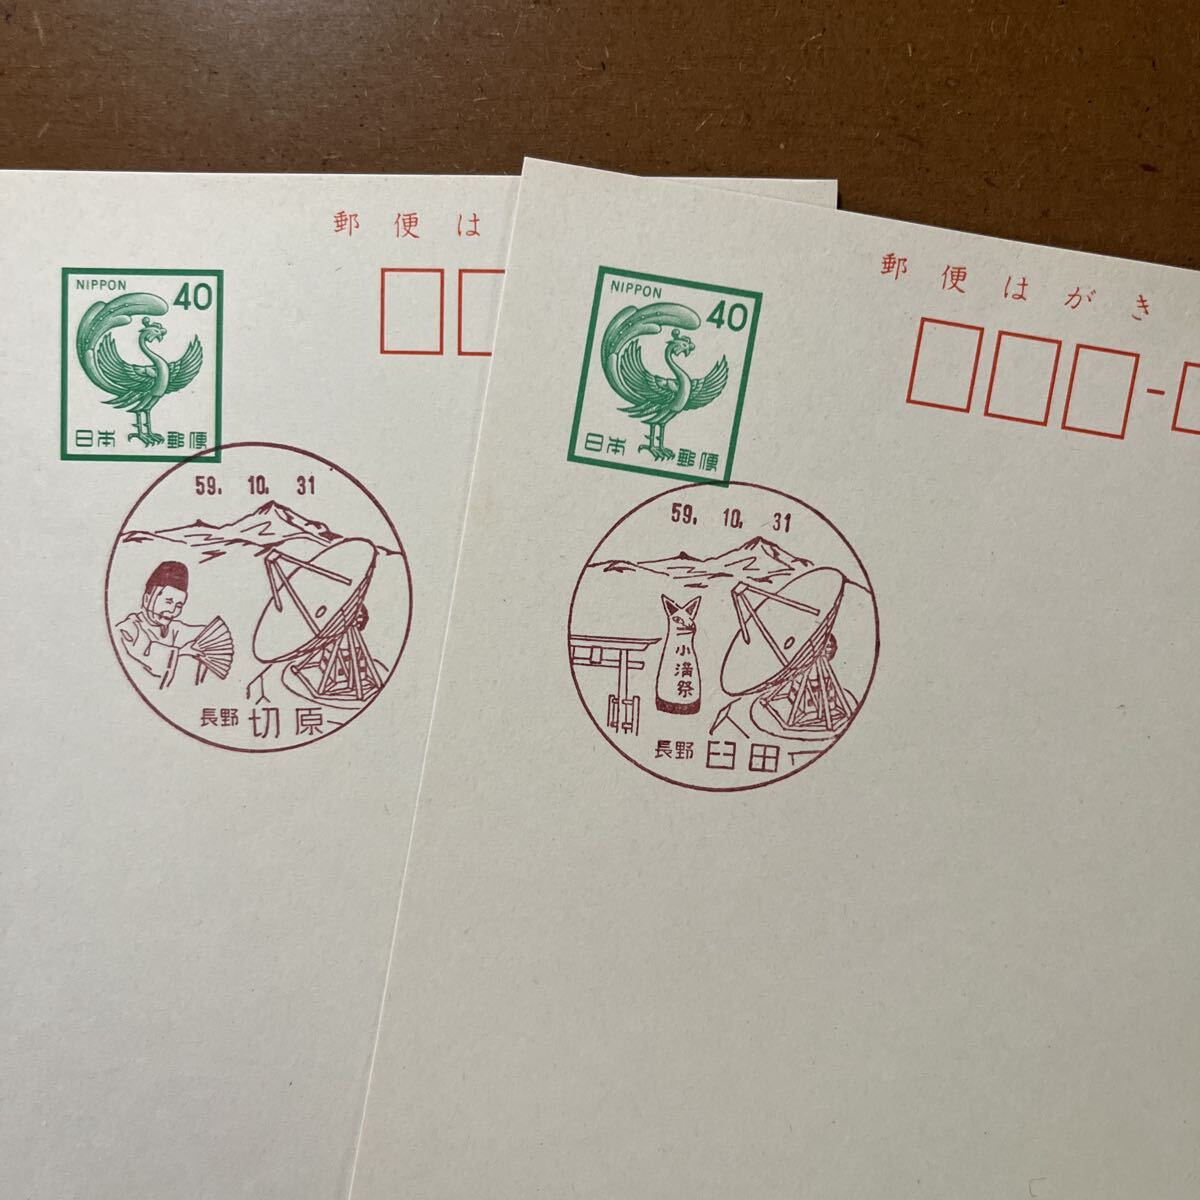 郵便は
NIPPON
40
日本郵便
59. 10. 31
長野 切原
郵便はがき
NIPPON
40
日本郵便
59. 10. 31
小満祭
長野 臼田